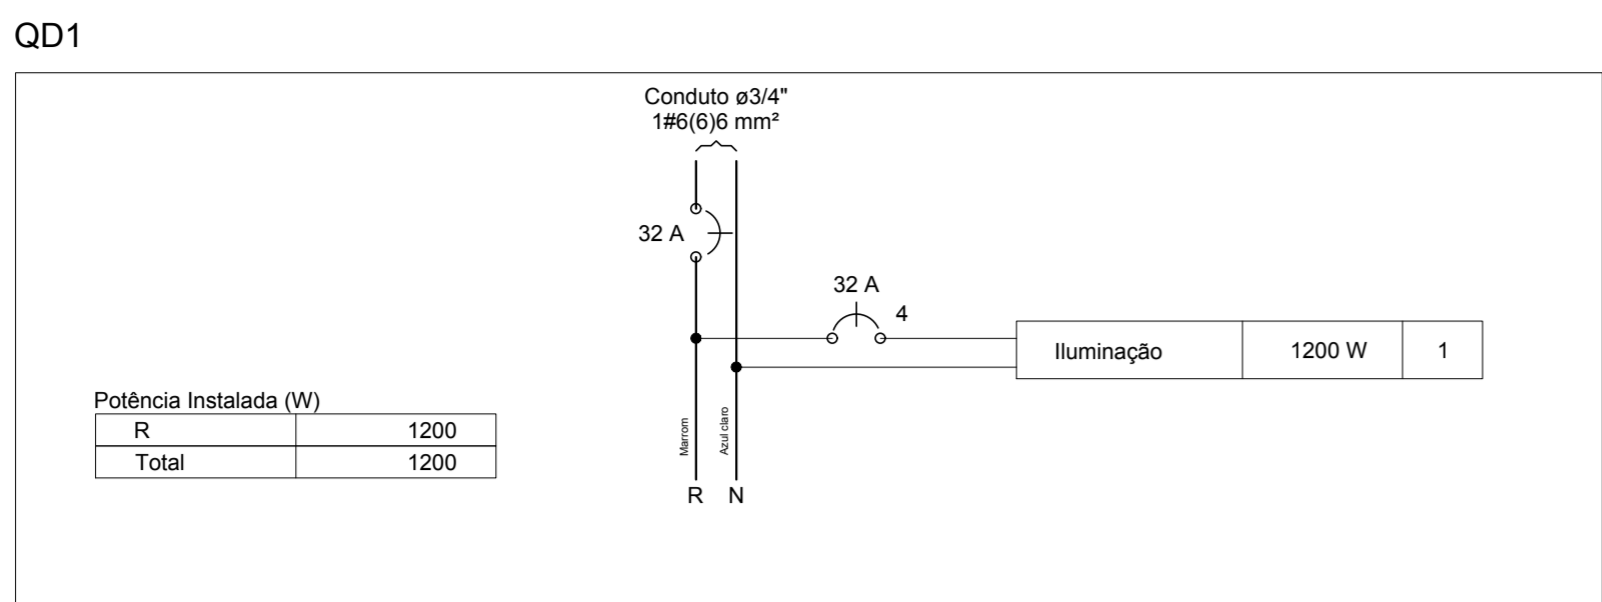 QD1
Conduto ø3/4"
1#6(6)6 mm²
32 A
32 A
4
Iluminação 1200 W 1
Potência Instalada (W)
R 1200
Total 1200
Marrom
Azul claro
R N